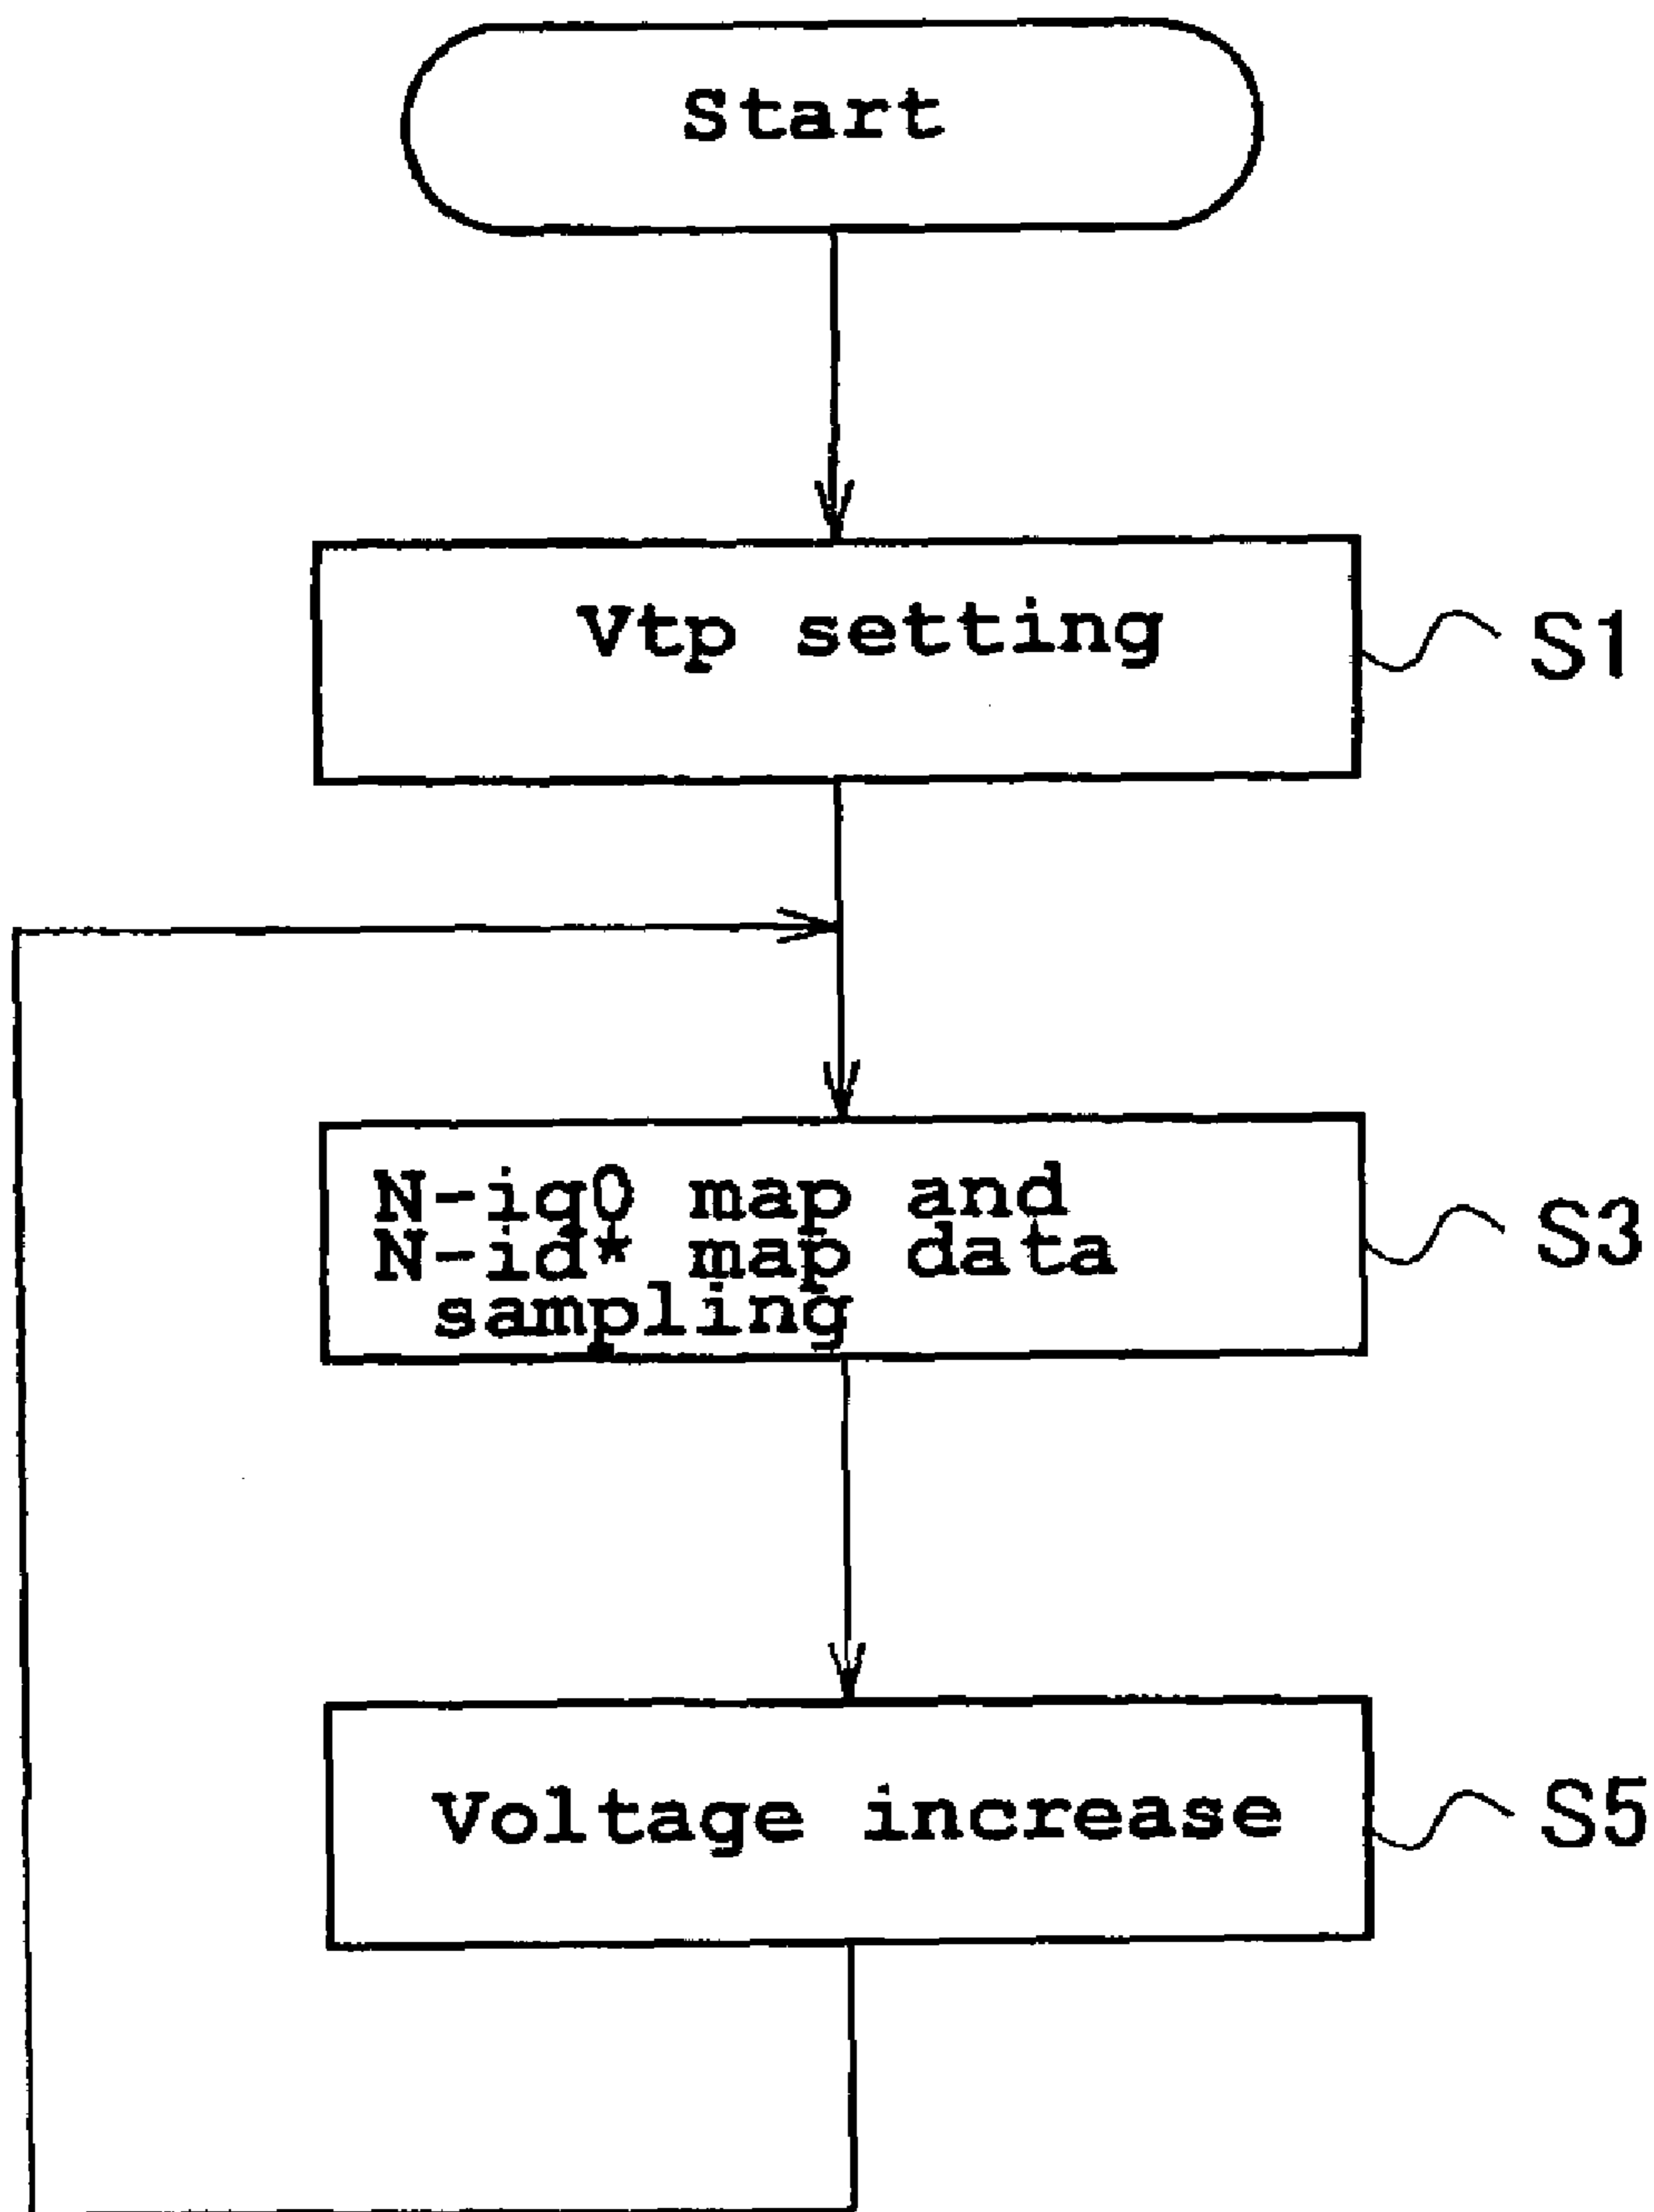 Start
Vtp setting
S1
N-iq0 map and
N-id* map data
sampling
S3
Voltage increase
S5